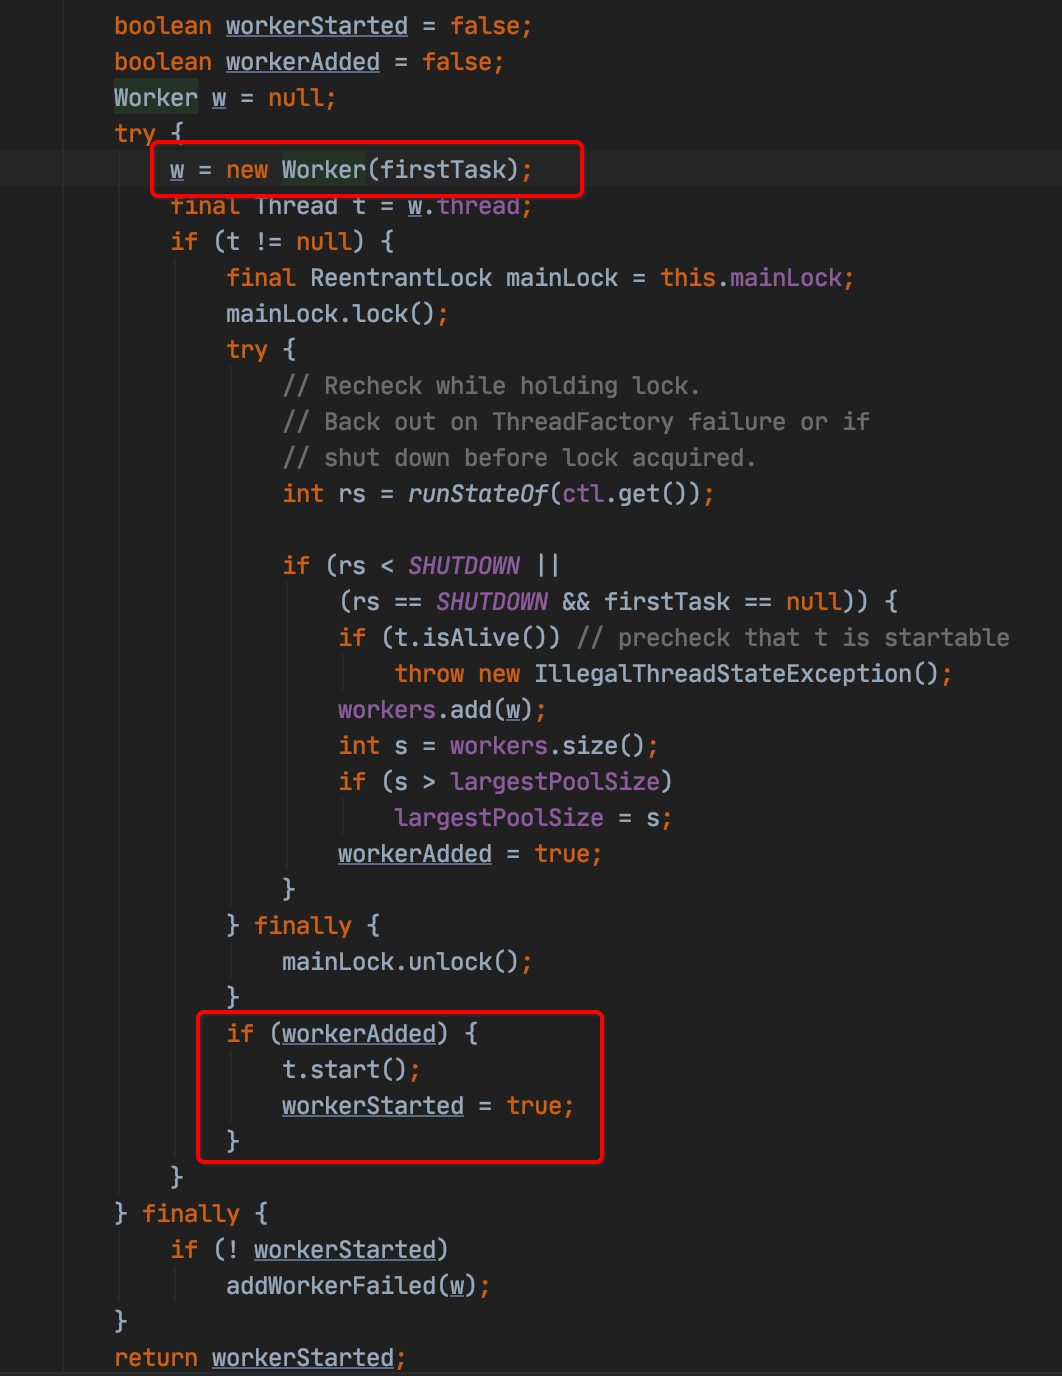 boolean workerStarted = false;
boolean workerAdded = false;
Worker w = null;
try {
w = new Worker(firstTask);
final Thread t = w.thread;
if (t != null) {
final ReentrantLock mainLock = this.mainLock;
mainLock.lock();
try {
// Recheck while holding lock.
// Back out on ThreadFactory failure or if
// shut down before lock acquired.
int rs = runStateOf(ctl.get());
if (rs < SHUTDOWN ||
(rs == SHUTDOWN && firstTask == null)) {
if (t.isAlive()) // precheck that t is startable
throw new IllegalThreadStateException();
workers.add(w);
int s = workers.size();
if (s > largestPoolSize)
largestPoolSize = s;
workerAdded = true;
}
} finally {
mainLock.unlock();
}
if (workerAdded) {
t.start();
workerStarted = true;
}
}
} finally {
if (! workerStarted)
addWorkerFailed(w);
}
return workerStarted;